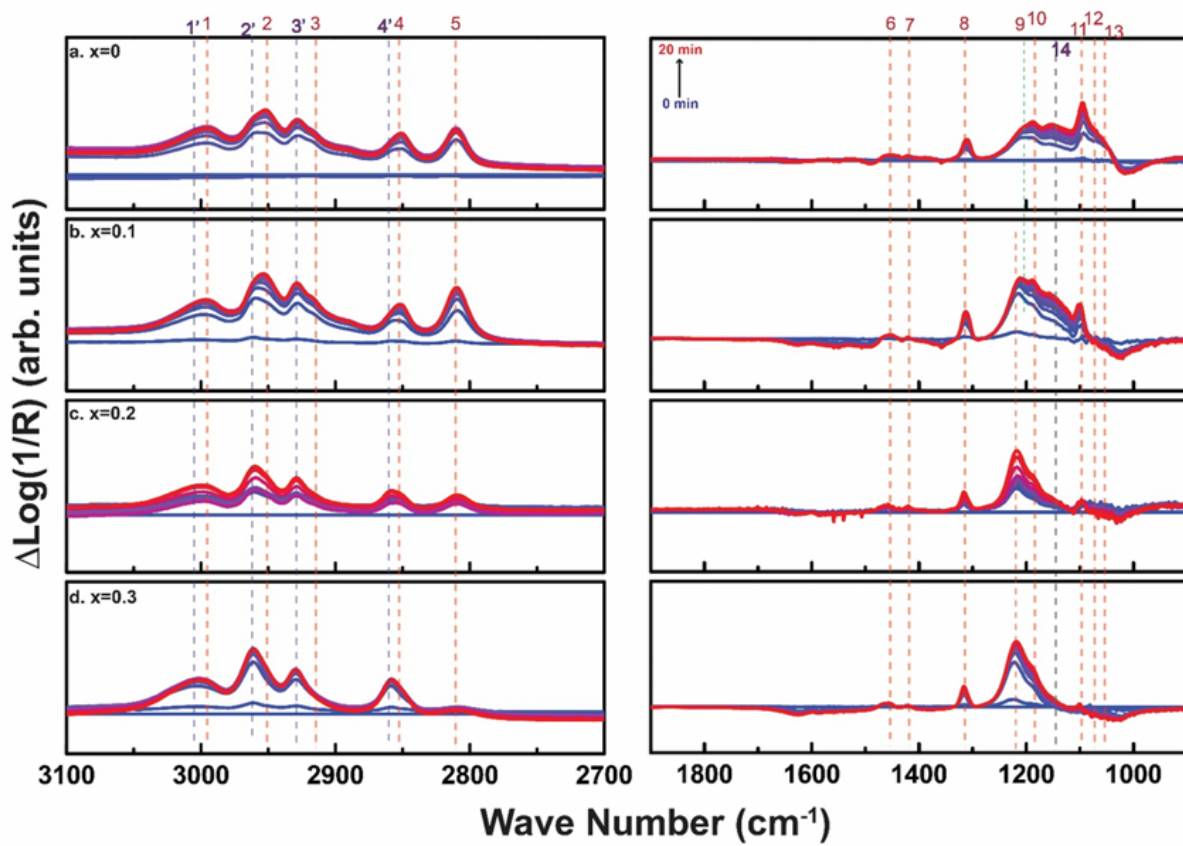 1' 1 2' 2 3' 3 4' 4 5 6 7 8 9 10 11 12 13
14
a. x=0
20 min
0 min
b. x=0.1
c. x=0.2
d. x=0.3
ΔLog(1/R) (arb. units)
3100 3000 2900 2800 2700 1800 1600 1400 1200 1000
Wave Number (cm⁻¹)